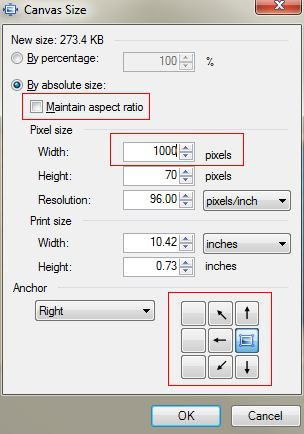 Canvas Size
New size: 273.4 KB
By percentage: 100 %
By absolute size:
Maintain aspect ratio
Pixel size
Width: 1000 pixels
Height: 70 pixels
Resolution: 96.00 pixels/inch
Print size
Width: 10.42 inches
Height: 0.73 inches
Anchor
Right
OK Cancel